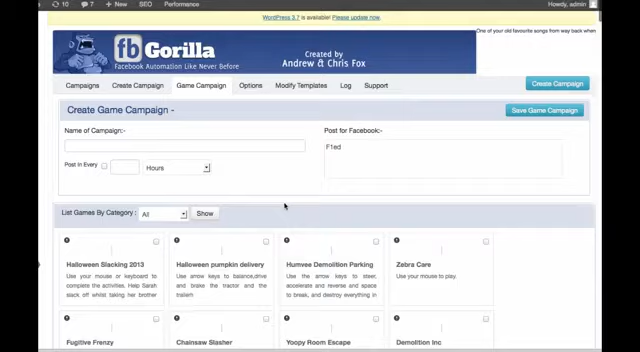 10 7 + New SEO Performance Howdy, admin
WordPress 3.7 is available! Please update now.
One of your old favourite songs from way back when
fb Gorilla
Facebook Automation Like Never Before
Created by
Andrew & Chris Fox
Campaigns Create Campaign Game Campaign Options Modify Templates Log Support Create Campaign
Create Game Campaign - Save Game Campaign
Name of Campaign:- Post for Facebook:-
F1ed
Post In Every Hours
List Games By Category : All Show
Halloween Slacking 2013
Use your mouse or keyboard to
complete the activities. Help Sarah
slack off whilst taking her brother
Halloween pumpkin delivery
Use arrow keys to balance,drive
and brake the tractor and the
trailern
Humvee Demolition Parking
Use the arrow keys to steer,
accelerate and reverse and space
to break, and destroy everything in
Zebra Care
Use your mouse to play.
Fugitive Frenzy Chainsaw Slasher Yoopy Room Escape Demolition Inc